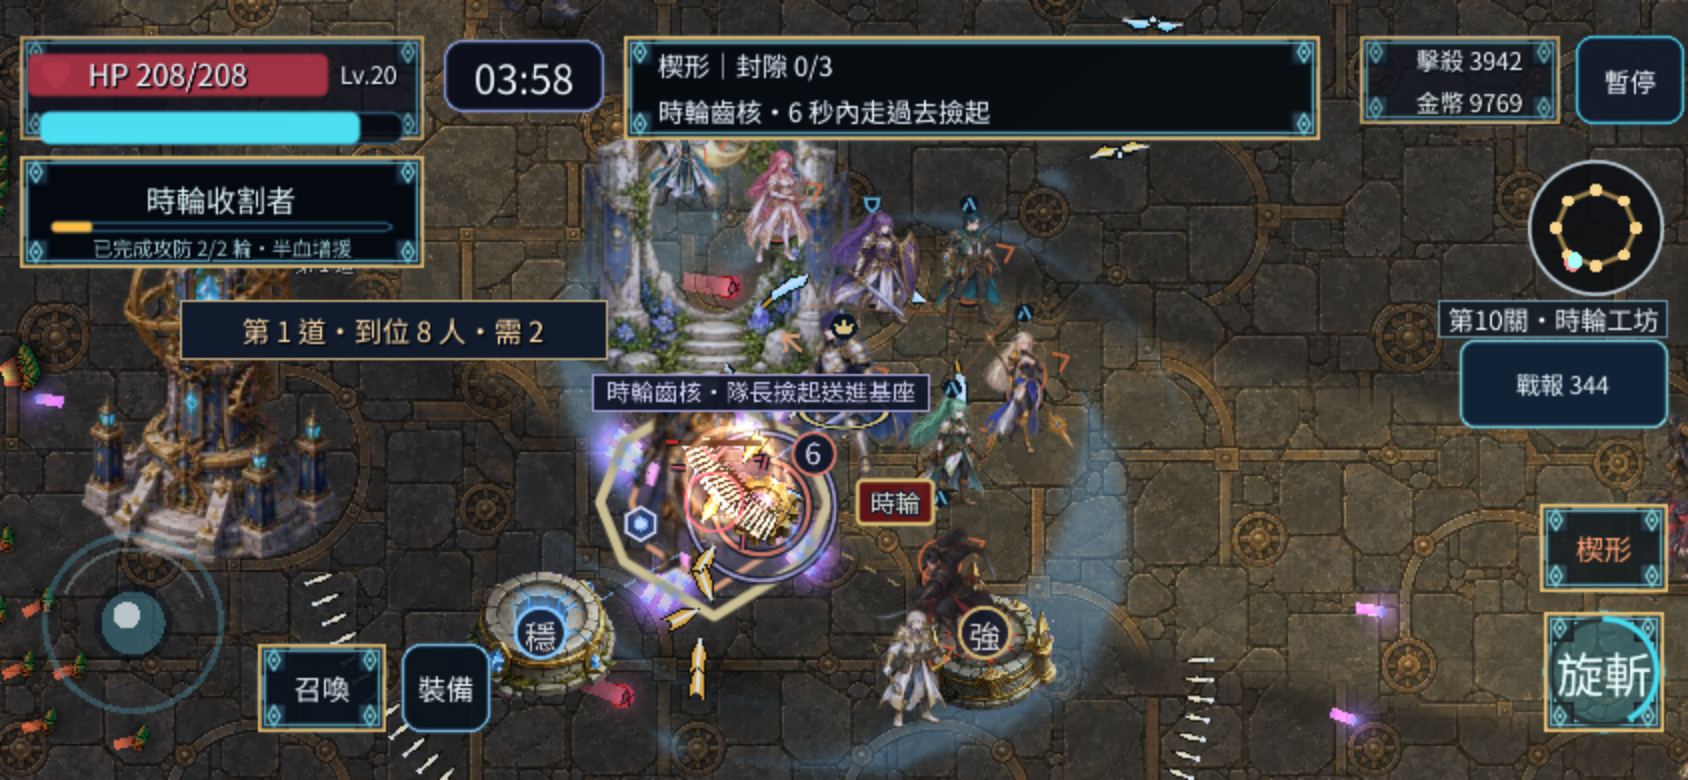 HP 208/208
Lv.20
03:58
楔形｜封隙 0/3
時輪齒核・6 秒內走過去撿起
擊殺 3942
金幣 9769
暫停
時輪收割者
已完成攻防 2/2 輪・半血增援
第 1 道・到位 8 人・需 2
第10關・時輪工坊
戰報 344
時輪齒核・隊長撿起送進基座
6
時輪
楔形
穩
強
召喚
裝備
旋斬